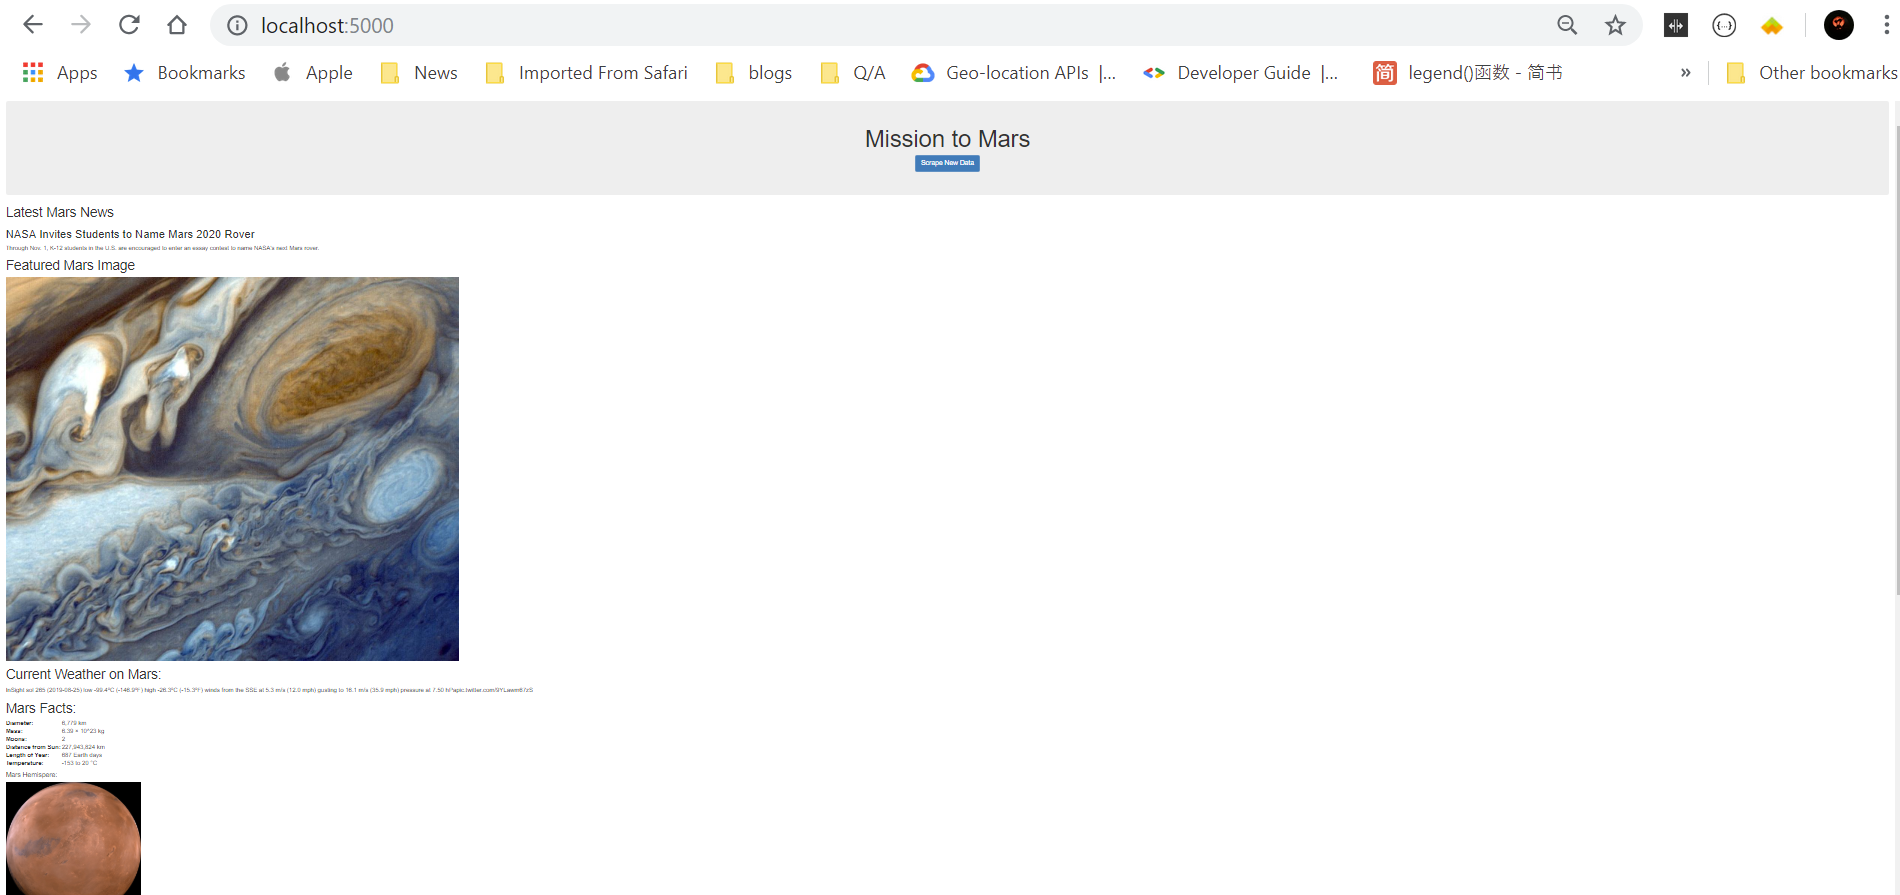 localhost:5000
Apps Bookmarks Apple News Imported From Safari blogs Q/A Geo-location APIs |... Developer Guide |... 简 legend()函数 - 简书 » Other bookmarks
Mission to Mars
Scrape New Data
Latest Mars News
NASA Invites Students to Name Mars 2020 Rover
Through Nov. 1, K-12 students in the U.S. are encouraged to enter an essay contest to name NASA's next Mars rover.
Featured Mars Image
Current Weather on Mars:
InSight sol 265 (2019-08-25) low -99.4ºC (-146.9ºF) high -26.3ºC (-15.3ºF) winds from the SSE at 5.3 m/s (12.0 mph) gusting to 16.1 m/s (35.9 mph) pressure at 7.50
Mars Facts:
Diameter: 6,779 km
Mass: 6.39 × 10^23 kg
Moons: 2
Distance from Sun: 227,943,824 km
Length of Year: 687 Earth days
Temperature: -153 to 20 °C
Mars Hemispere: